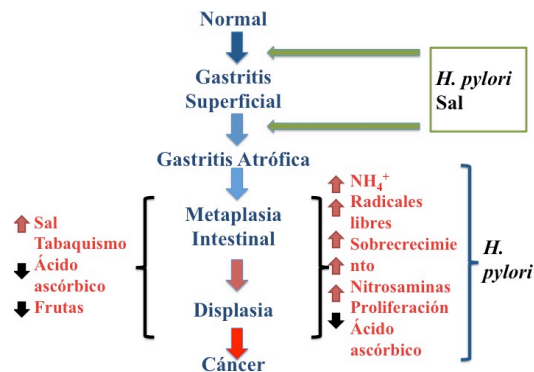 Normal
Gastritis
Superficial
H. pylori
Sal
Gastritis Atrófica
Metaplasia
Intestinal
Displasia
Cáncer
Sal
Tabaquismo
Ácido
ascórbico
Frutas
NH₄⁺
Radicales
libres
Sobrecrecimie
nto
Nitrosaminas
Proliferación
Ácido
ascórbico
H.
pylori